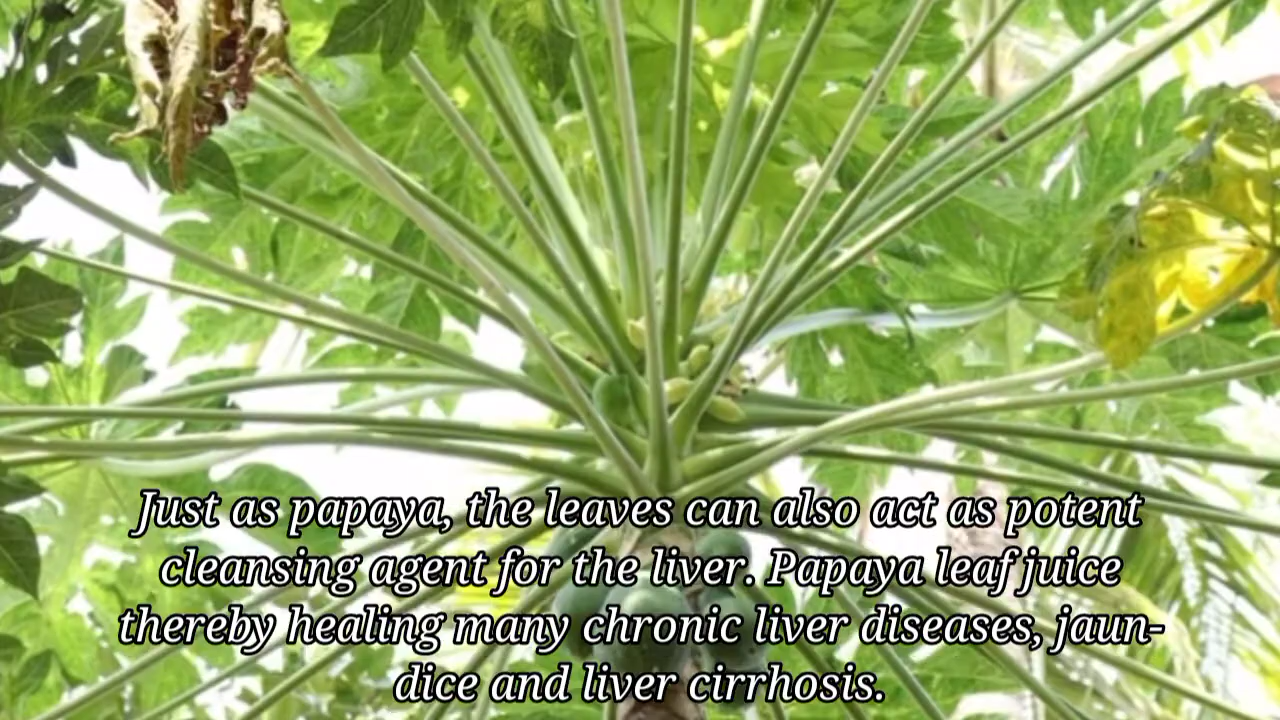 Just as papaya, the leaves can also act as potent
cleansing agent for the liver. Papaya leaf juice
thereby healing many chronic liver diseases, jaun-
dice and liver cirrhosis.